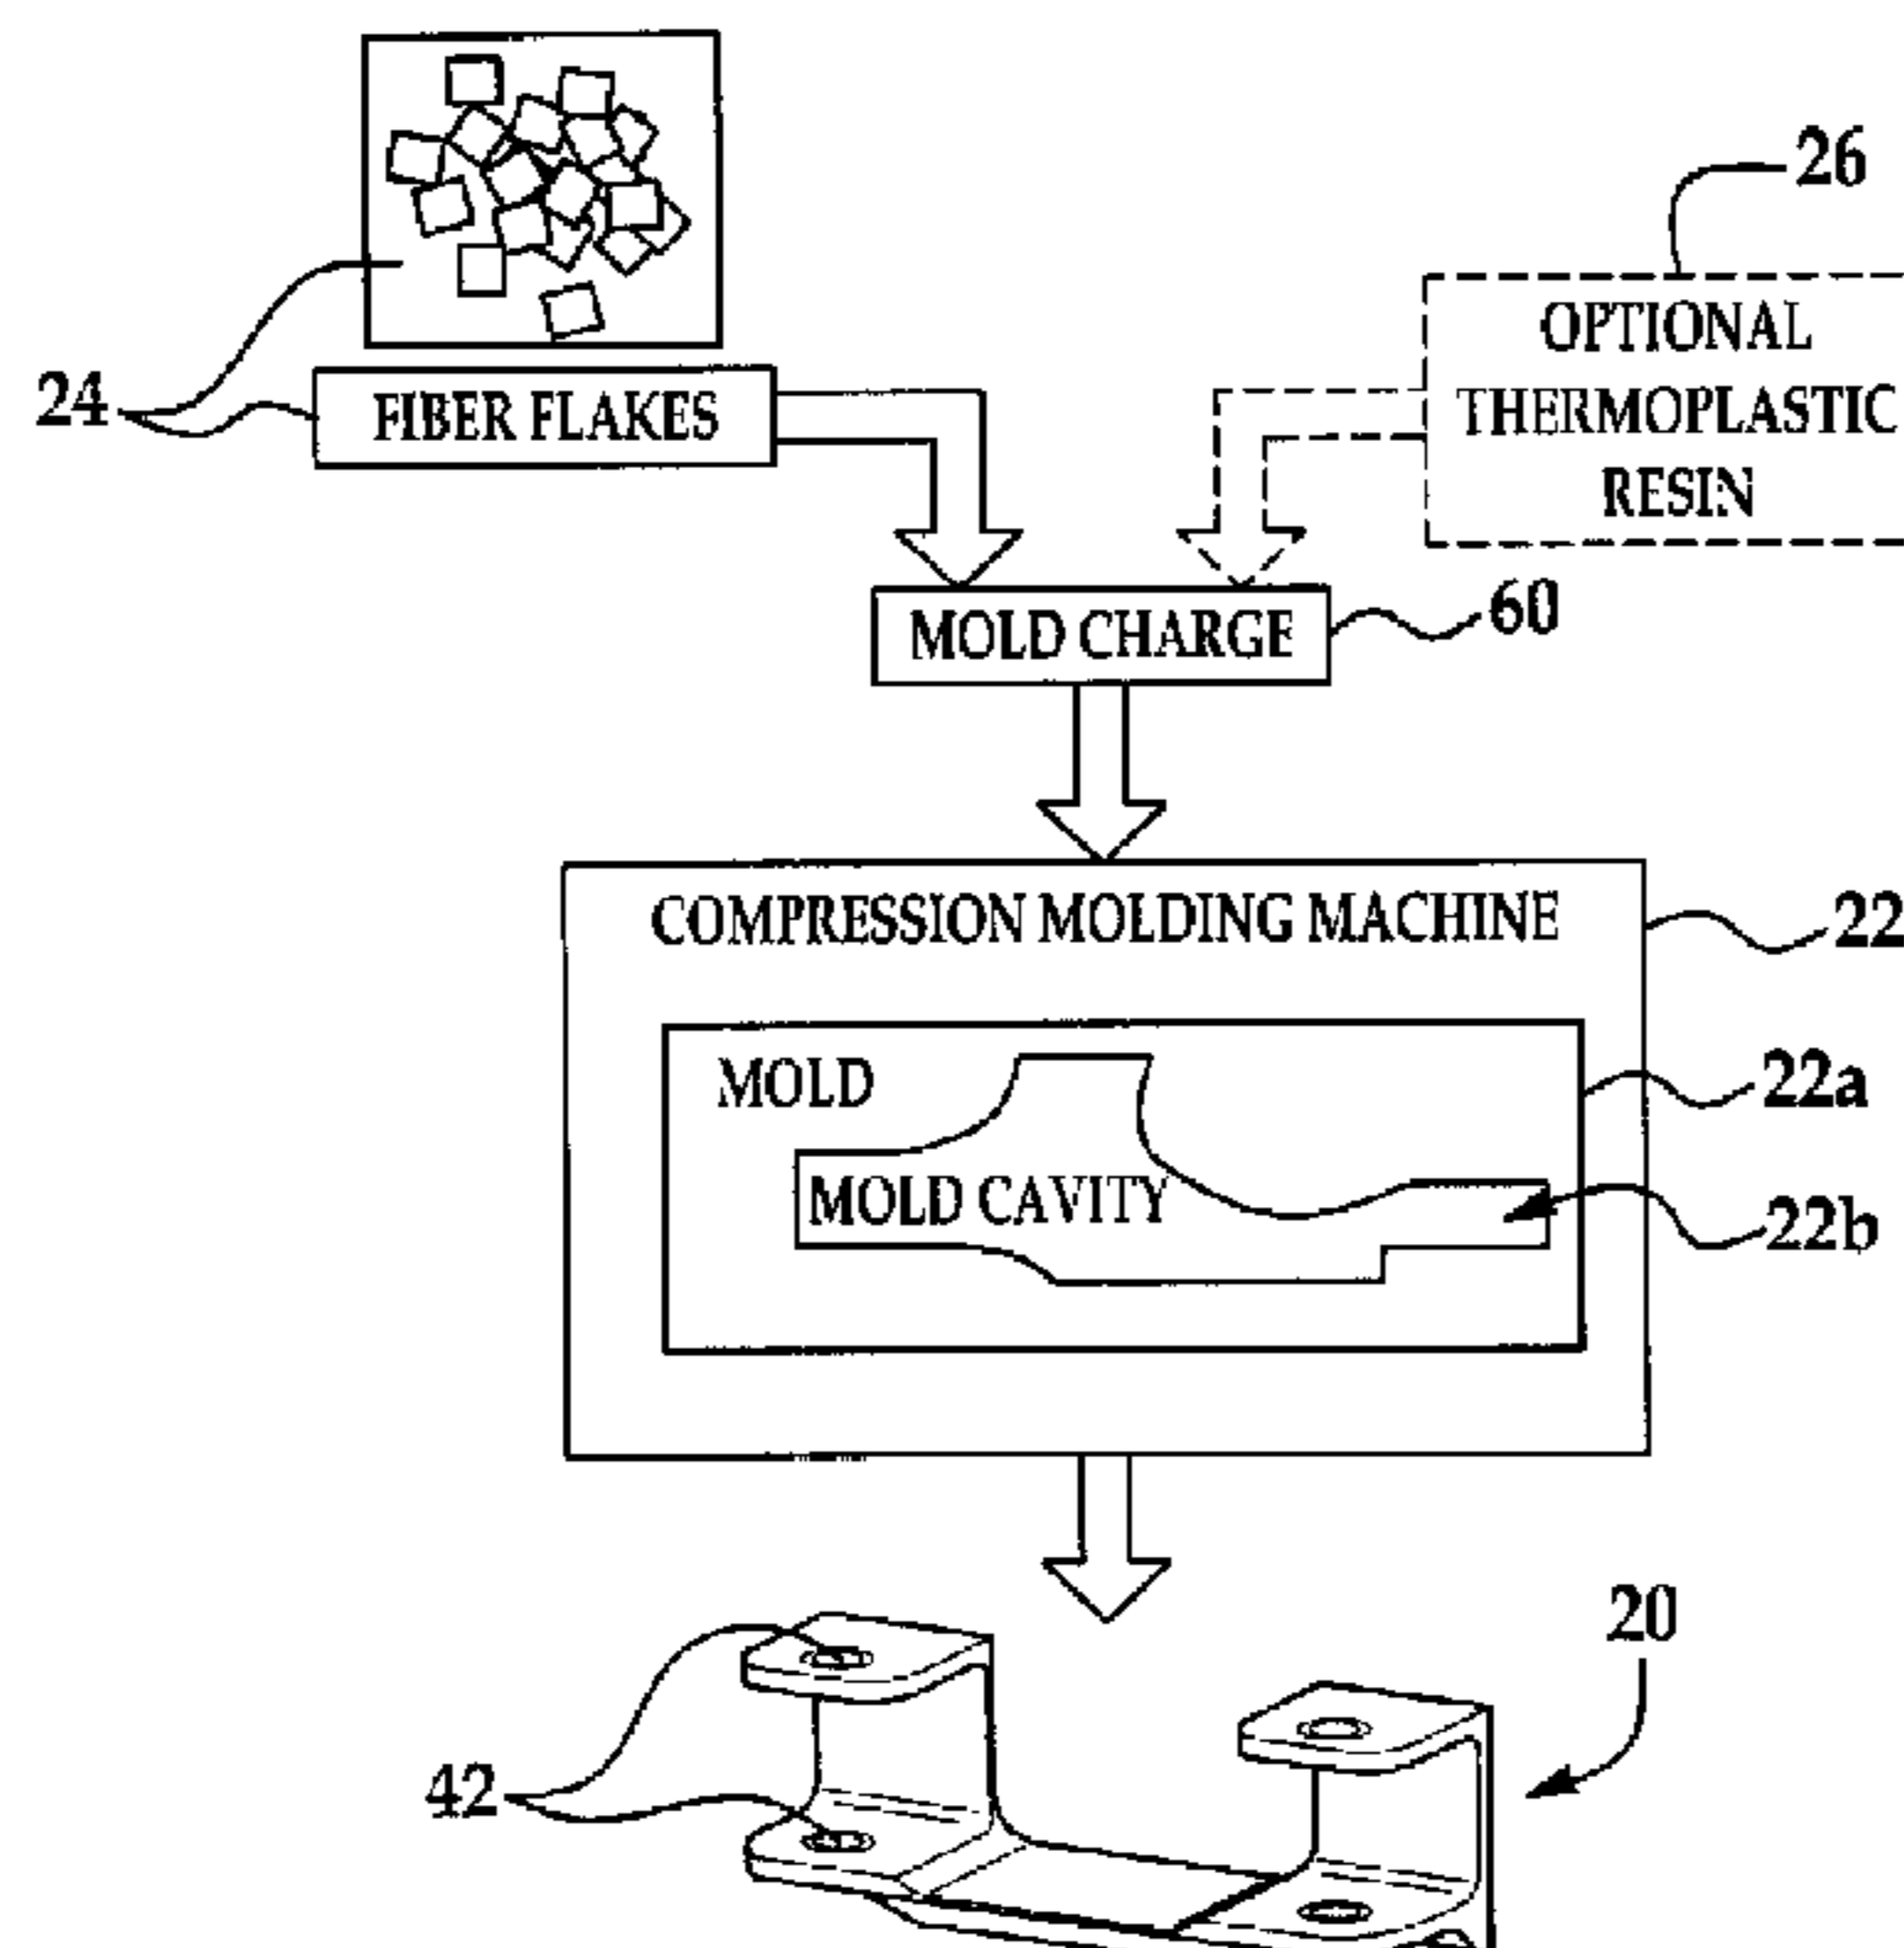 26
OPTIONAL
THERMOPLASTIC
RESIN
24
FIBER FLAKES
MOLD CHARGE
60
COMPRESSION MOLDING MACHINE
22
MOLD
22a
MOLD CAVITY
22b
20
42